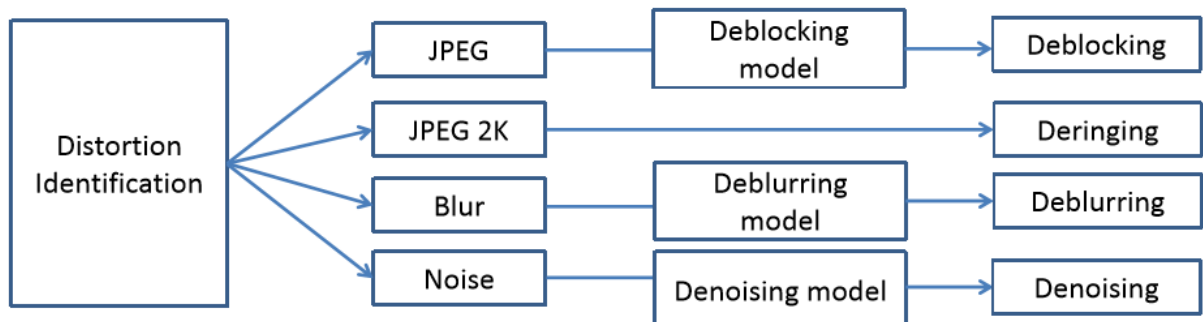 Distortion
Identification
JPEG
Deblocking
model
Deblocking
JPEG 2K
Deringing
Blur
Deblurring
model
Deblurring
Noise
Denoising model
Denoising